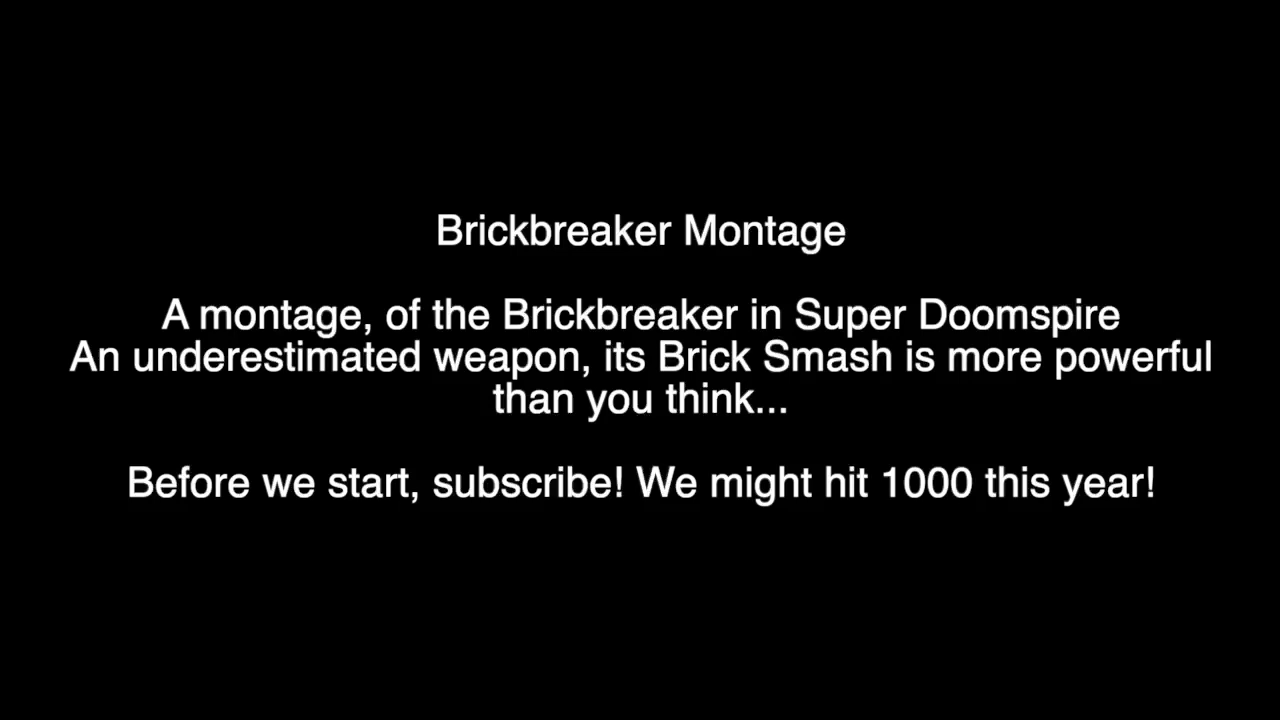 Brickbreaker Montage
A montage, of the Brickbreaker in Super Doomspire
An underestimated weapon, its Brick Smash is more powerful
than you think...
Before we start, subscribe! We might hit 1000 this year!